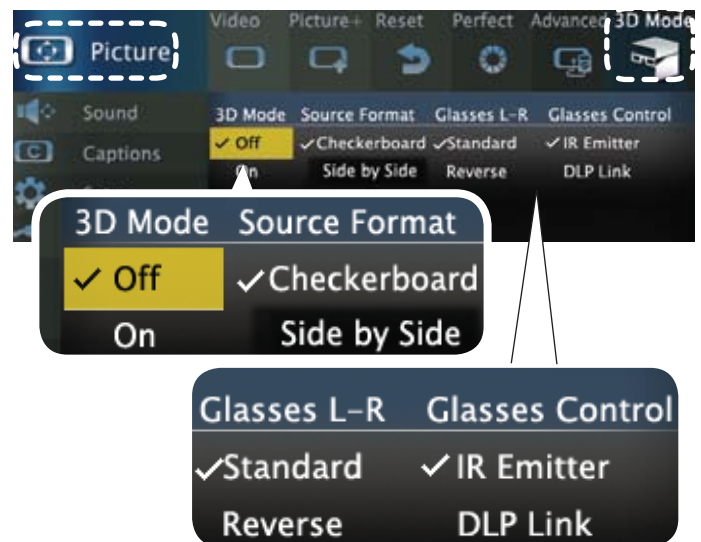 Video Picture+ Reset Perfect Advanced 3D Mode
Picture
Sound
Captions
3D Mode Source Format Glasses L-R Glasses Control
✓ Off ✓Checkerboard ✓Standard ✓IR Emitter
On Side by Side Reverse DLP Link
3D Mode Source Format
✓ Off ✓Checkerboard
On Side by Side
Glasses L-R Glasses Control
✓Standard ✓IR Emitter
Reverse DLP Link